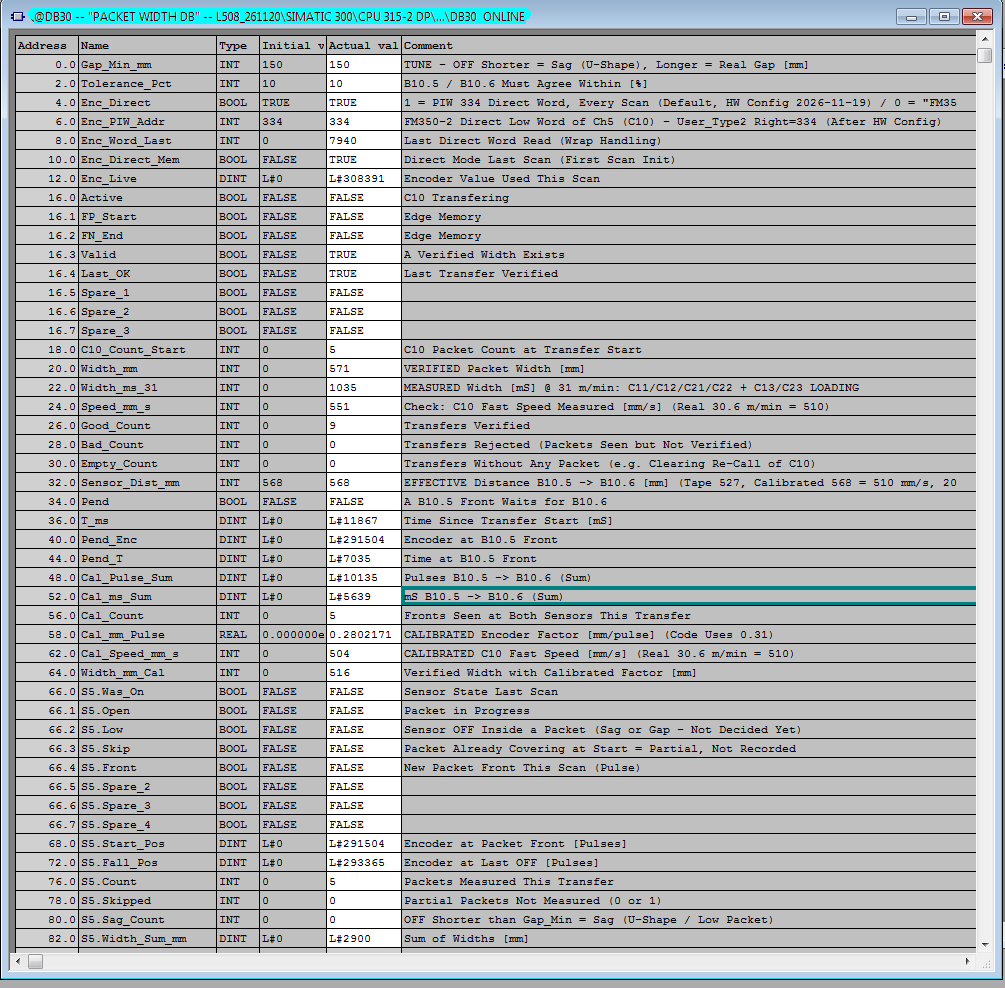 @DB30 -- "PACKET WIDTH DB" -- L508_261120\SIMATIC 300\CPU 315-2 DP\...\DB30 ONLINE
Address Name Type Initial v Actual val Comment
0.0 Gap_Min_mm INT 150 150 TUNE - OFF Shorter = Sag (U-Shape), Longer = Real Gap [mm]
2.0 Tolerance_Pct INT 10 10 B10.5 / B10.6 Must Agree Within [%]
4.0 Enc_Direct BOOL TRUE TRUE 1 = PIW 334 Direct Word, Every Scan (Default, HW Config 2026-11-19) / 0 = "FM35
6.0 Enc_PIW_Addr INT 334 334 FM350-2 Direct Low Word of Ch5 (C10) - User_Type2 Right=334 (After HW Config)
8.0 Enc_Word_Last INT 0 7940 Last Direct Word Read (Wrap Handling)
10.0 Enc_Direct_Mem BOOL FALSE TRUE Direct Mode Last Scan (First Scan Init)
12.0 Enc_Live DINT L#0 L#308391 Encoder Value Used This Scan
16.0 Active BOOL FALSE FALSE C10 Transfering
16.1 FP_Start BOOL FALSE FALSE Edge Memory
16.2 FN_End BOOL FALSE FALSE Edge Memory
16.3 Valid BOOL FALSE TRUE A Verified Width Exists
16.4 Last_OK BOOL FALSE TRUE Last Transfer Verified
16.5 Spare_1 BOOL FALSE FALSE
16.6 Spare_2 BOOL FALSE FALSE
16.7 Spare_3 BOOL FALSE FALSE
18.0 C10_Count_Start INT 0 5 C10 Packet Count at Transfer Start
20.0 Width_mm INT 0 571 VERIFIED Packet Width [mm]
22.0 Width_ms_31 INT 0 1035 MEASURED Width [mS] @ 31 m/min: C11/C12/C21/C22 + C13/C23 LOADING
24.0 Speed_mm_s INT 0 551 Check: C10 Fast Speed Measured [mm/s] (Real 30.6 m/min = 510)
26.0 Good_Count INT 0 9 Transfers Verified
28.0 Bad_Count INT 0 0 Transfers Rejected (Packets Seen but Not Verified)
30.0 Empty_Count INT 0 0 Transfers Without Any Packet (e.g. Clearing Re-Call of C10)
32.0 Sensor_Dist_mm INT 568 568 EFFECTIVE Distance B10.5 -> B10.6 [mm] (Tape 527, Calibrated 568 = 510 mm/s, 20
34.0 Pend BOOL FALSE FALSE A B10.5 Front Waits for B10.6
36.0 T_ms DINT L#0 L#11867 Time Since Transfer Start [mS]
40.0 Pend_Enc DINT L#0 L#291504 Encoder at B10.5 Front
44.0 Pend_T DINT L#0 L#7035 Time at B10.5 Front
48.0 Cal_Pulse_Sum DINT L#0 L#10135 Pulses B10.5 -> B10.6 (Sum)
52.0 Cal_ms_Sum DINT L#0 L#5639 mS B10.5 -> B10.6 (Sum)
56.0 Cal_Count INT 0 5 Fronts Seen at Both Sensors This Transfer
58.0 Cal_mm_Pulse REAL 0.000000e 0.2802171 CALIBRATED Encoder Factor [mm/pulse] (Code Uses 0.31)
62.0 Cal_Speed_mm_s INT 0 504 CALIBRATED C10 Fast Speed [mm/s] (Real 30.6 m/min = 510)
64.0 Width_mm_Cal INT 0 516 Verified Width with Calibrated Factor [mm]
66.0 S5.Was_On BOOL FALSE FALSE Sensor State Last Scan
66.1 S5.Open BOOL FALSE FALSE Packet in Progress
66.2 S5.Low BOOL FALSE FALSE Sensor OFF Inside a Packet (Sag or Gap - Not Decided Yet)
66.3 S5.Skip BOOL FALSE FALSE Packet Already Covering at Start = Partial, Not Recorded
66.4 S5.Front BOOL FALSE FALSE New Packet Front This Scan (Pulse)
66.5 S5.Spare_2 BOOL FALSE FALSE
66.6 S5.Spare_3 BOOL FALSE FALSE
66.7 S5.Spare_4 BOOL FALSE FALSE
68.0 S5.Start_Pos DINT L#0 L#291504 Encoder at Packet Front [Pulses]
72.0 S5.Fall_Pos DINT L#0 L#293365 Encoder at Last OFF [Pulses]
76.0 S5.Count INT 0 5 Packets Measured This Transfer
78.0 S5.Skipped INT 0 0 Partial Packets Not Measured (0 or 1)
80.0 S5.Sag_Count INT 0 0 OFF Shorter than Gap_Min = Sag (U-Shape / Low Packet)
82.0 S5.Width_Sum_mm DINT L#0 L#2900 Sum of Widths [mm]